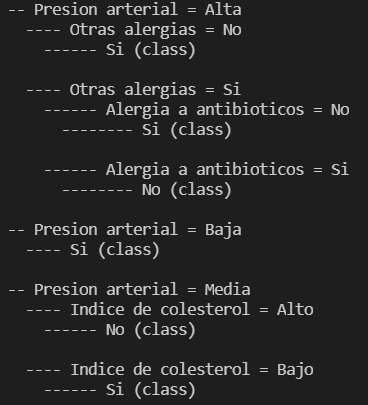 -- Presion arterial = Alta
---- Otras alergias = No
------ Si (class)
---- Otras alergias = Si
------ Alergia a antibioticos = No
-------- Si (class)
------ Alergia a antibioticos = Si
-------- No (class)
-- Presion arterial = Baja
---- Si (class)
-- Presion arterial = Media
---- Indice de colesterol = Alto
------ No (class)
---- Indice de colesterol = Bajo
------ Si (class)